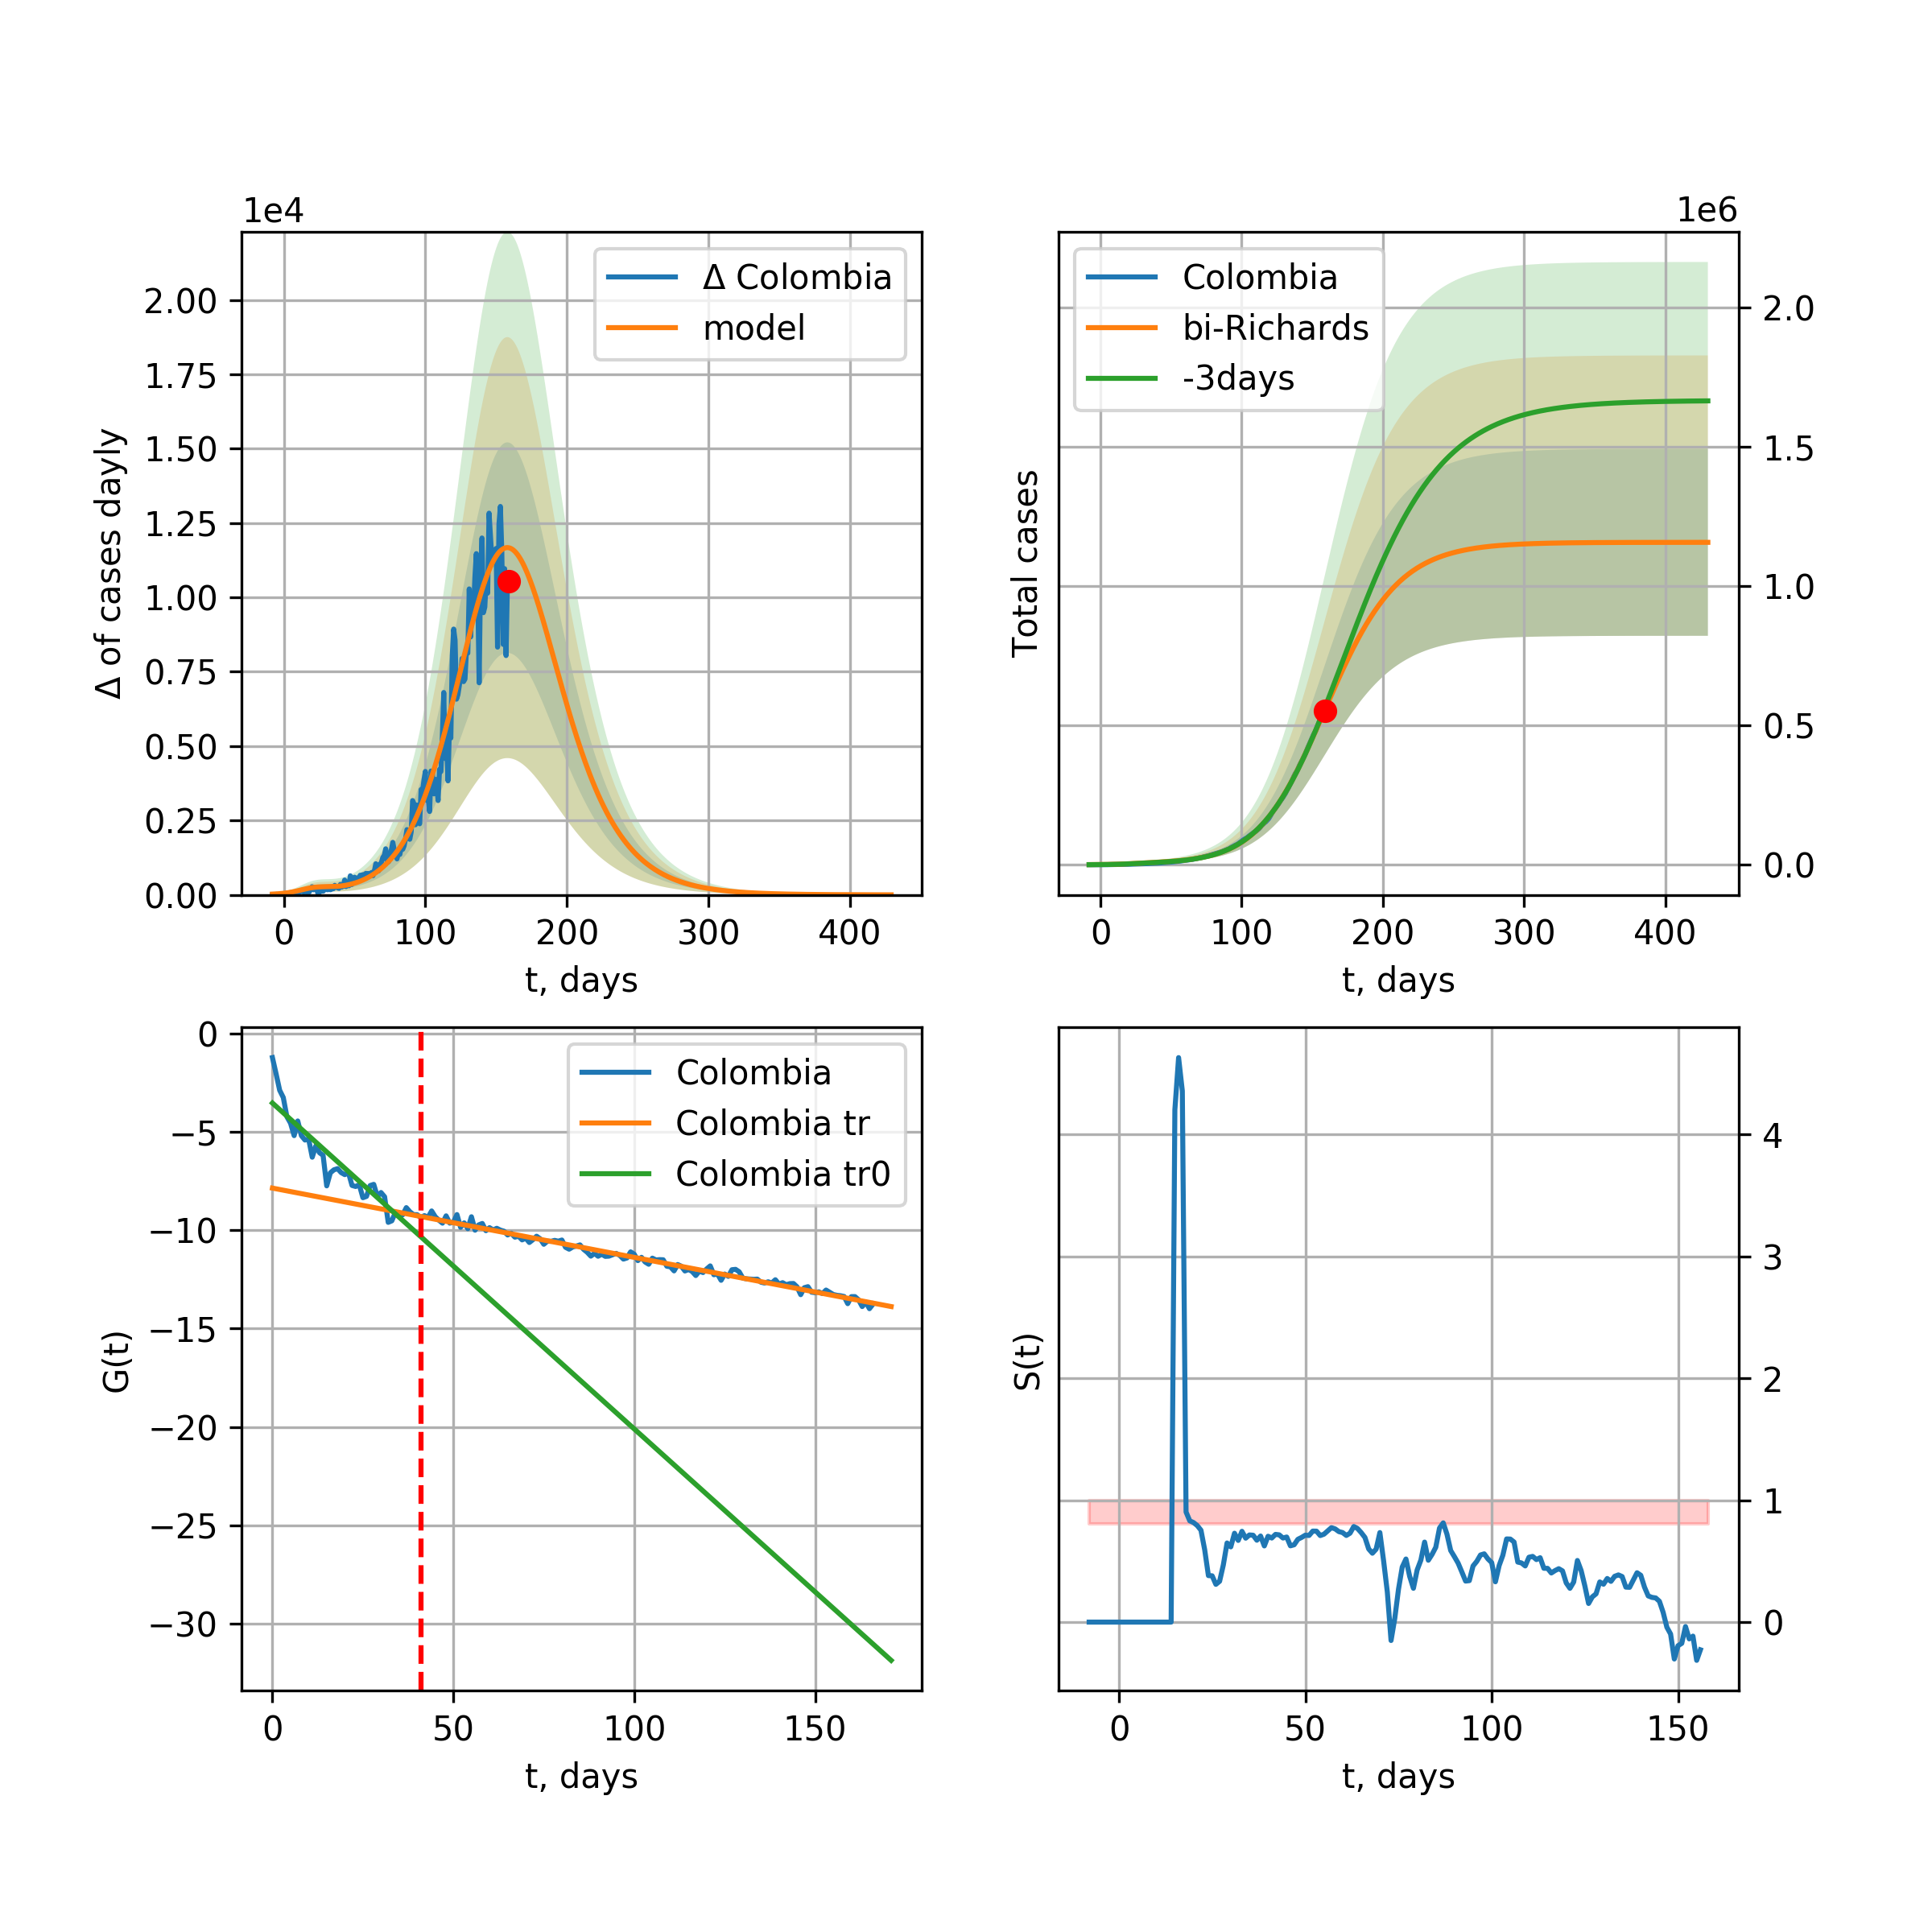 1e4
Δ of cases dayly
2.00
1.75
1.50
1.25
1.00
0.75
0.50
0.25
0.00
Δ Colombia
model
0 100 200 300 400
t, days
1e6
Total cases
Colombia
bi-Richards
-3days
2.0
1.5
1.0
0.5
0.0
0 100 200 300 400
t, days
G(t)
0
−5
−10
−15
−20
−25
−30
Colombia
Colombia tr
Colombia tr0
0 50 100 150
t, days
S(t)
4
3
2
1
0
0 50 100 150
t, days